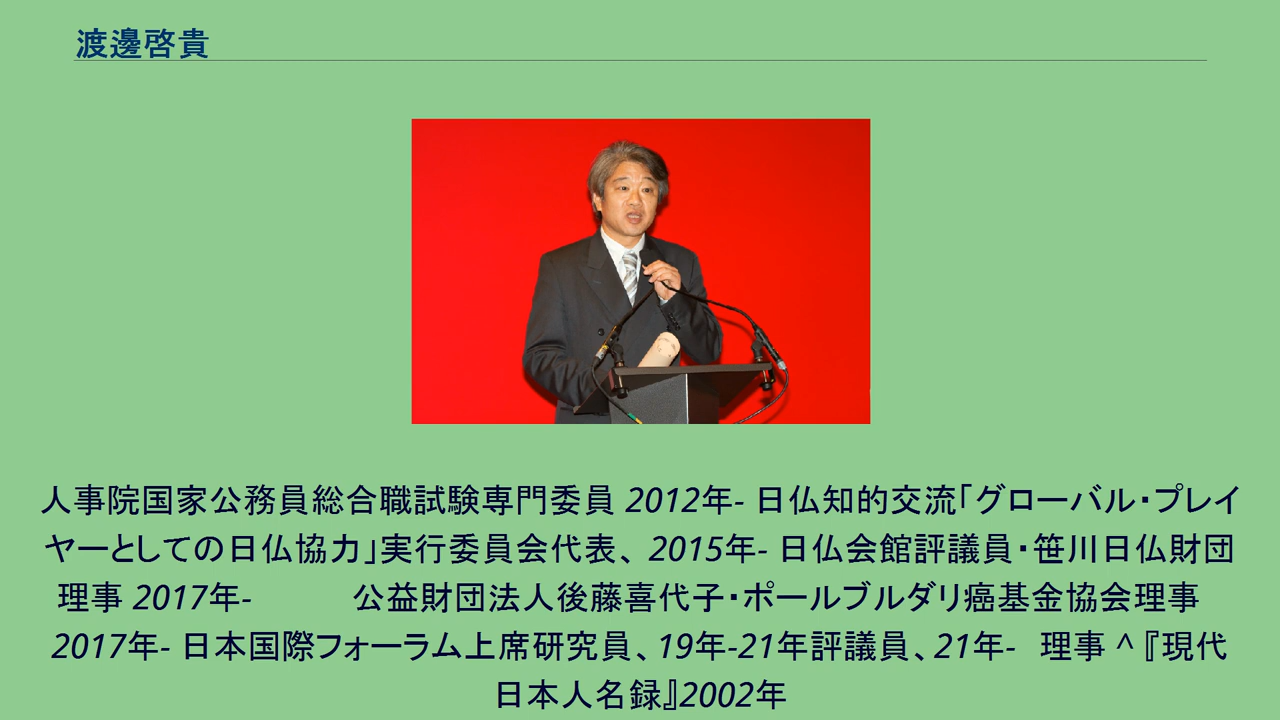 渡邊啓貴
人事院国家公務員総合職試験専門委員 2012年- 日仏知的交流「グローバル・プレイ
ヤーとしての日仏協力」実行委員会代表、 2015年- 日仏会館評議員・笹川日仏財団
理事 2017年- 公益財団法人後藤喜代子・ポールブルダリ癌基金協会理事
2017年- 日本国際フォーラム上席研究員、19年-21年評議員、21年- 理事 ^ 『現代
日本人名録』2002年